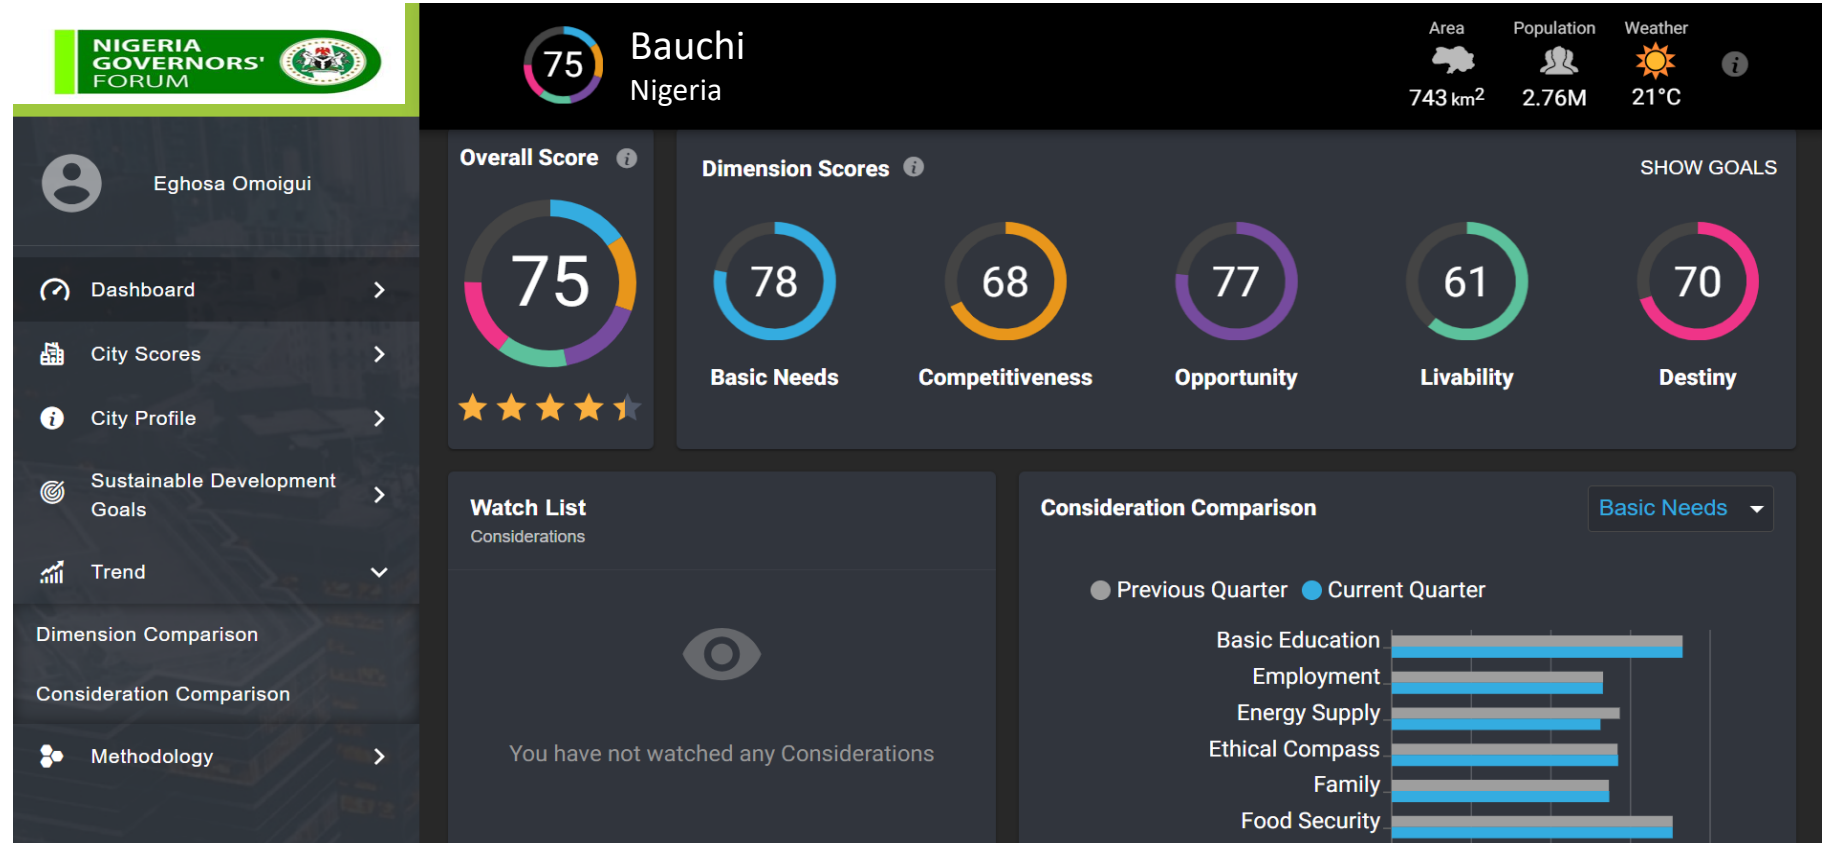 NIGERIA
GOVERNORS'
FORUM
75
Bauchi
Nigeria
Area
Population
Weather
743 km²
2.76M
21°C
Eghosa Omoigui
Dashboard
City Scores
City Profile
Sustainable Development
Goals
Trend
Dimension Comparison
Consideration Comparison
Methodology
Overall Score
75
Dimension Scores
SHOW GOALS
78
68
77
61
70
Basic Needs
Competitiveness
Opportunity
Livability
Destiny
Watch List
Considerations
You have not watched any Considerations
Consideration Comparison
Basic Needs
Previous Quarter
Current Quarter
Basic Education
Employment
Energy Supply
Ethical Compass
Family
Food Security